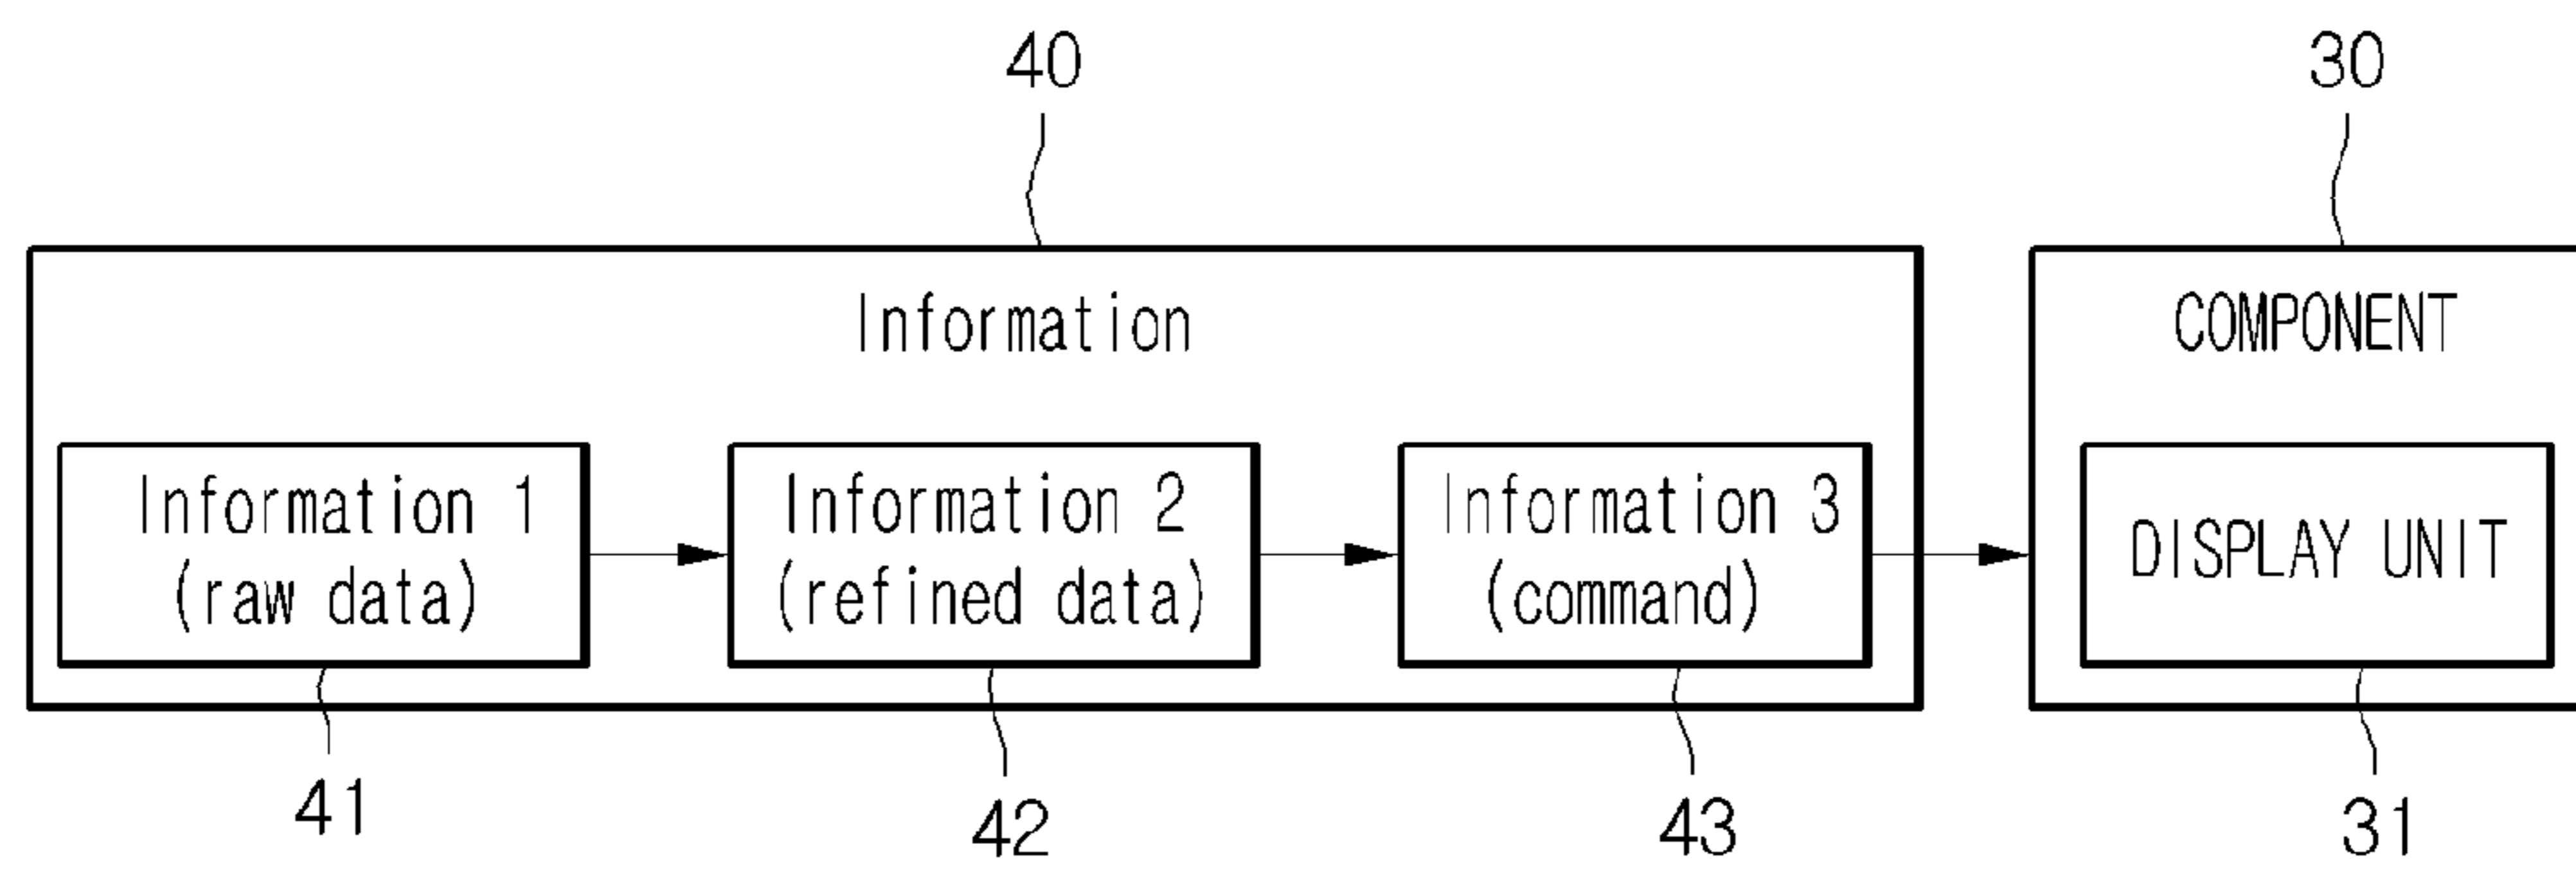 40
30
Information
COMPONENT
Information 1
(raw data)
Information 2
(refined data)
Information 3
(command)
DISPLAY UNIT
41
42
43
31